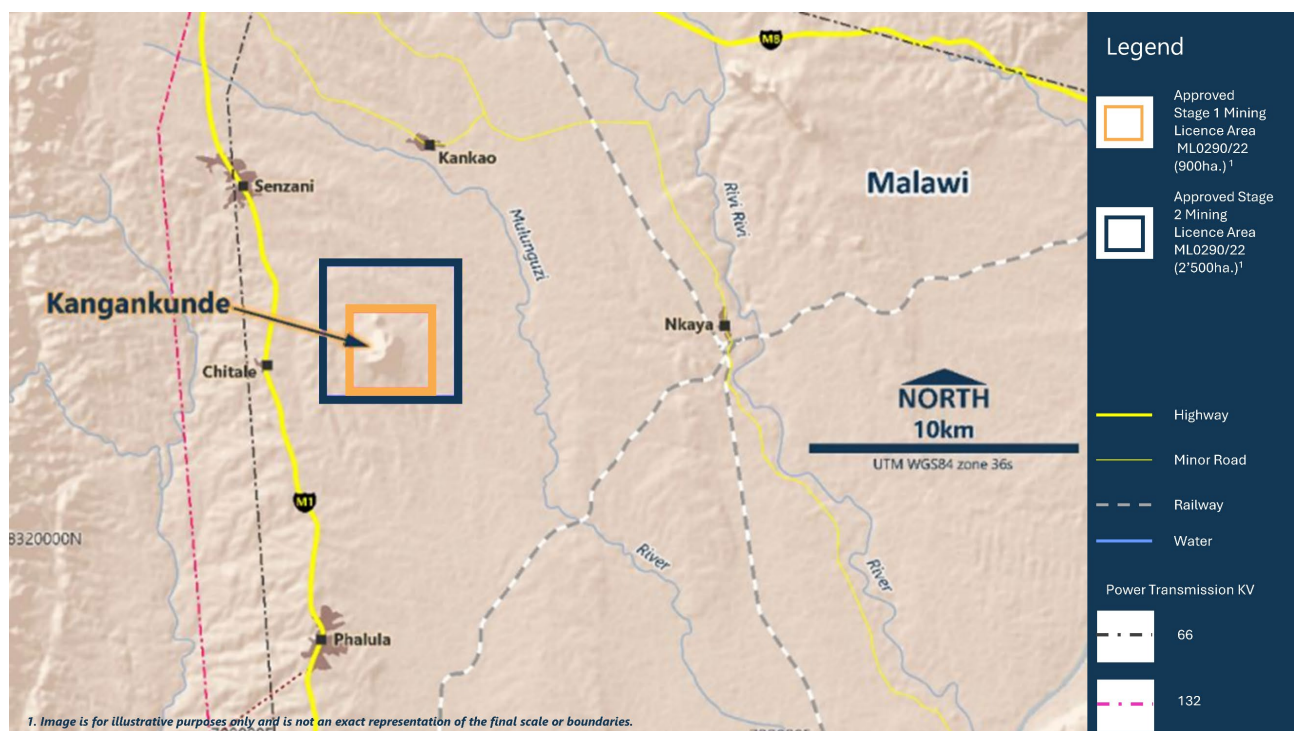 M8
Kankao
Senzani
Malawi
Rivi Rivi
Mulunguzi
Kangankunde
Nkaya
Chitale
NORTH
10km
UTM WGS84 zone 36s
M1
8320000N
River
River
Phalula
1. Image is for illustrative purposes only and is not an exact representation of the final scale or boundaries.
Legend
Approved
Stage 1 Mining
Licence Area
ML0290/22
(900ha.) 1
Approved Stage
2 Mining
Licence Area
ML0290/22
(2'500ha.)1
Highway
Minor Road
Railway
Water
Power Transmission KV
66
132